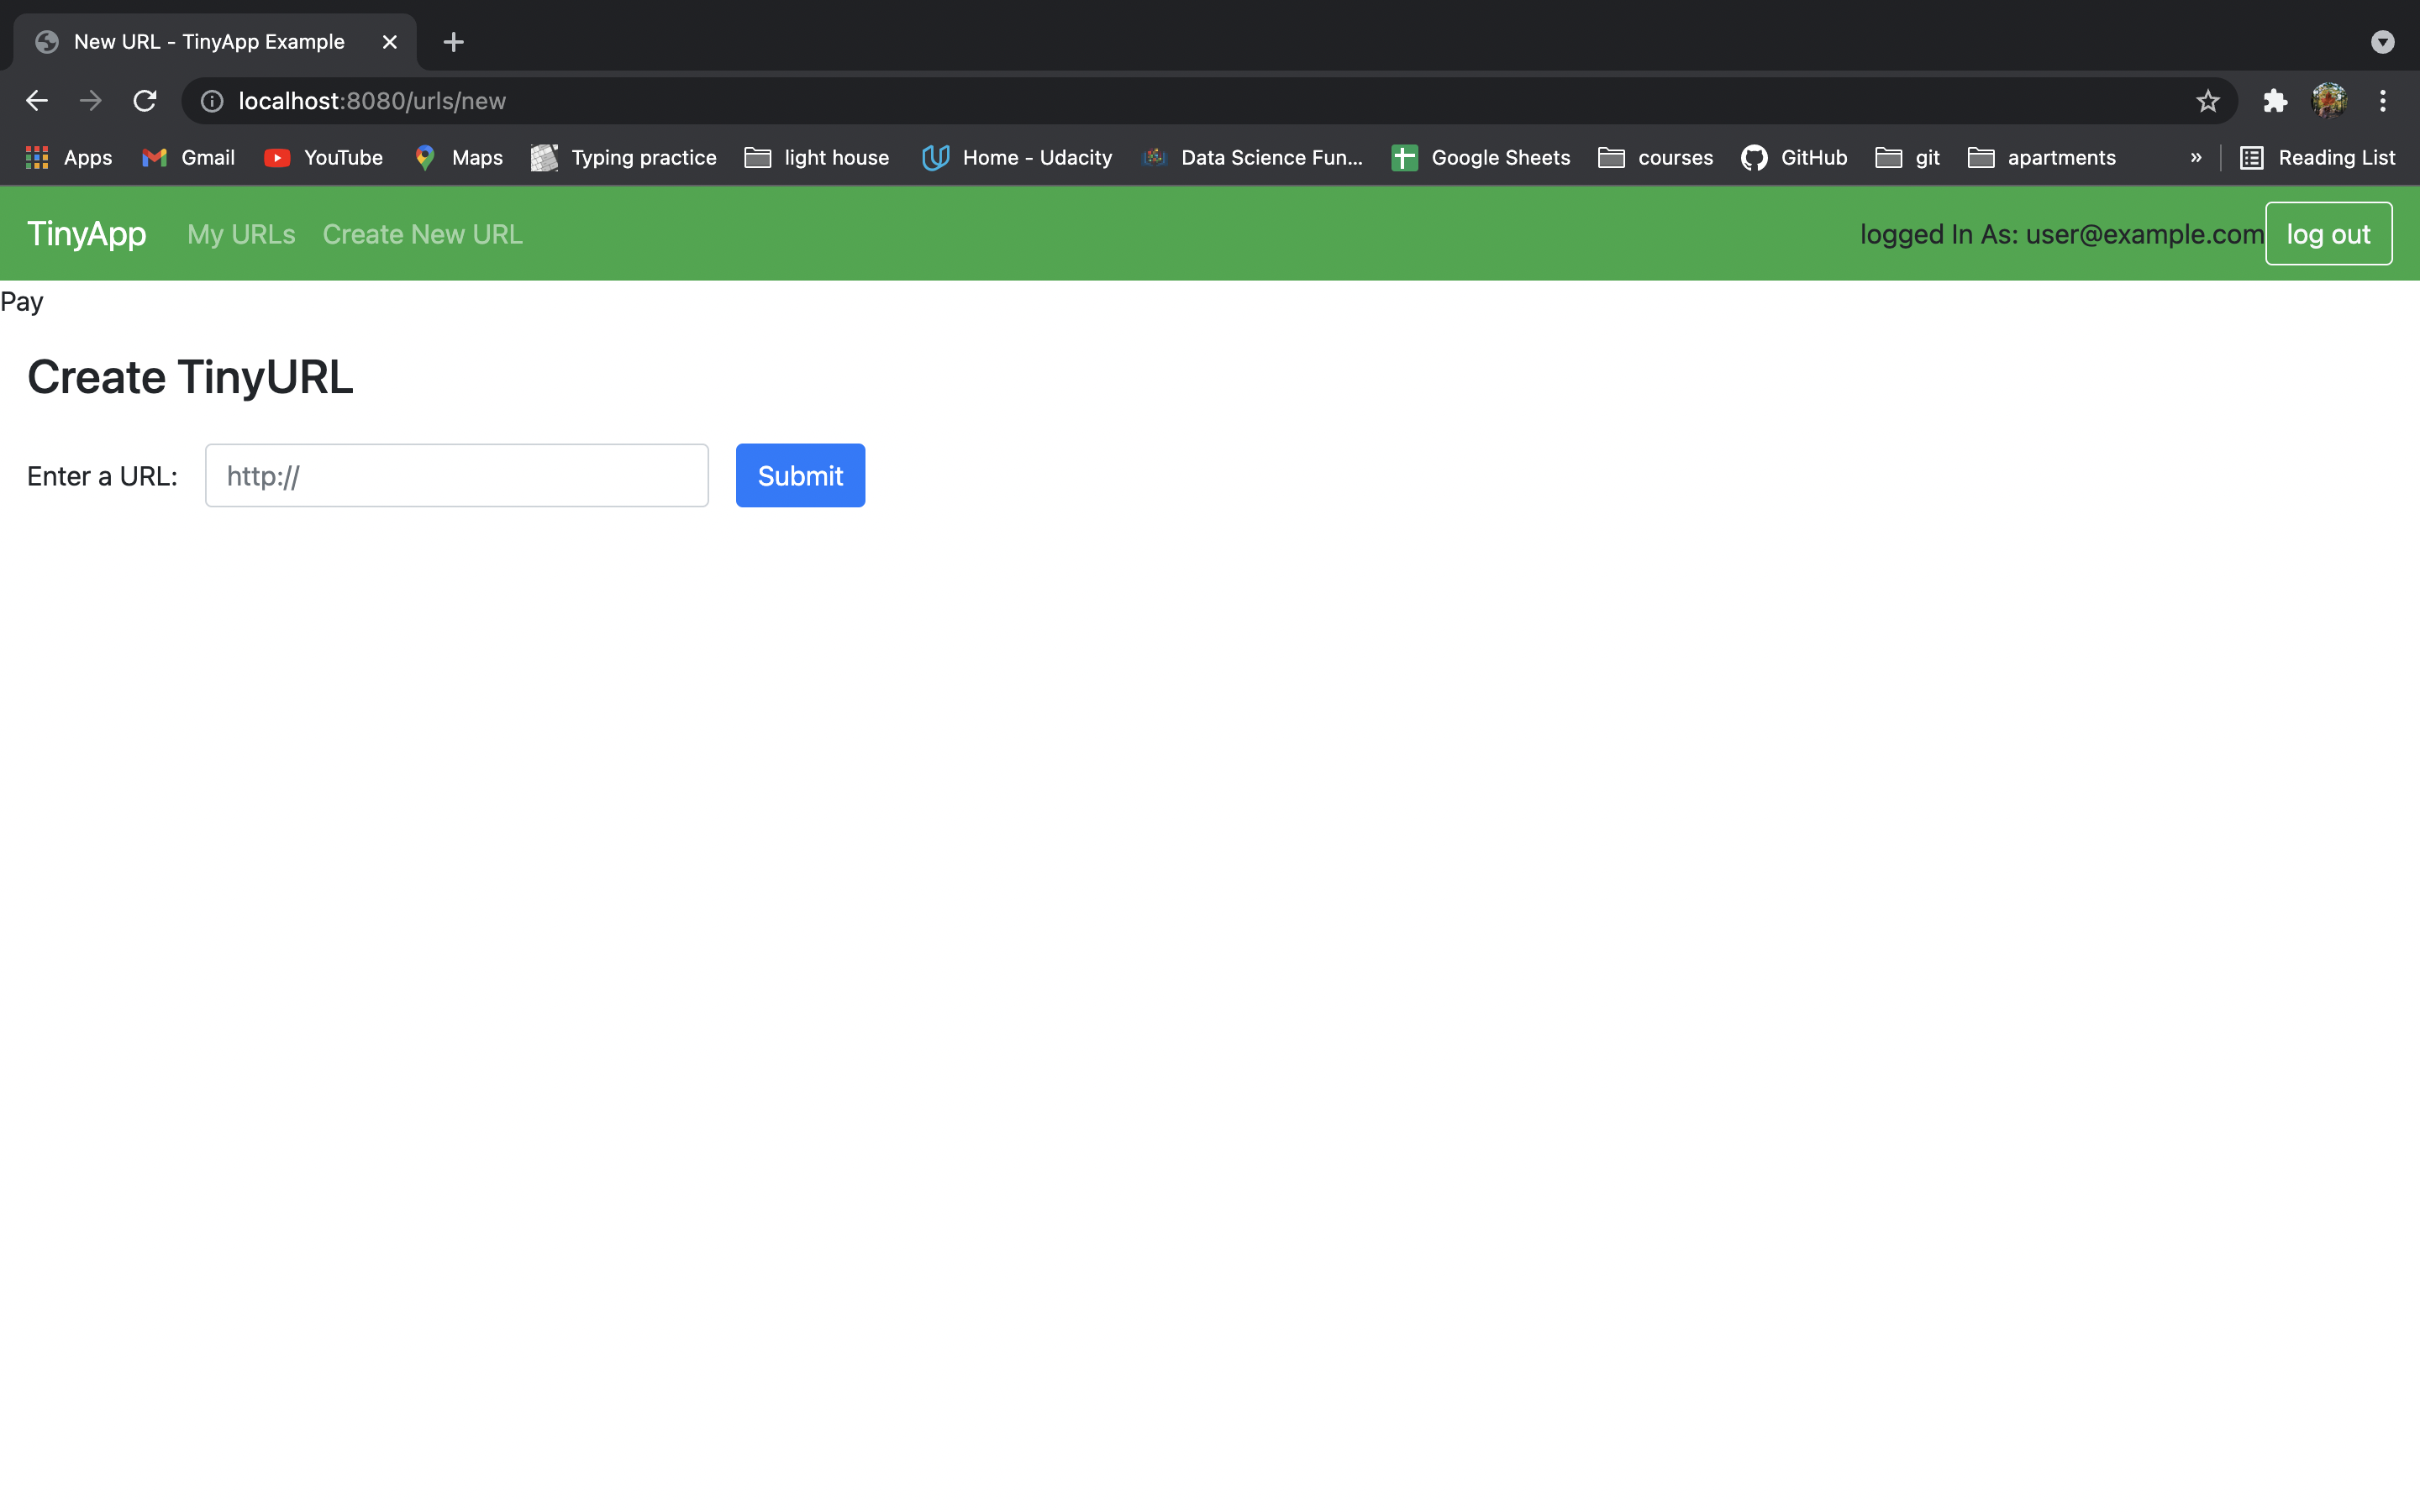 New URL - TinyApp Example
localhost:8080/urls/new
Apps Gmail YouTube Maps Typing practice light house Home - Udacity Data Science Fun... Google Sheets courses GitHub git apartments » Reading List
TinyApp My URLs Create New URL logged In As: user@example.com log out
Pay
Create TinyURL
Enter a URL: http:// Submit